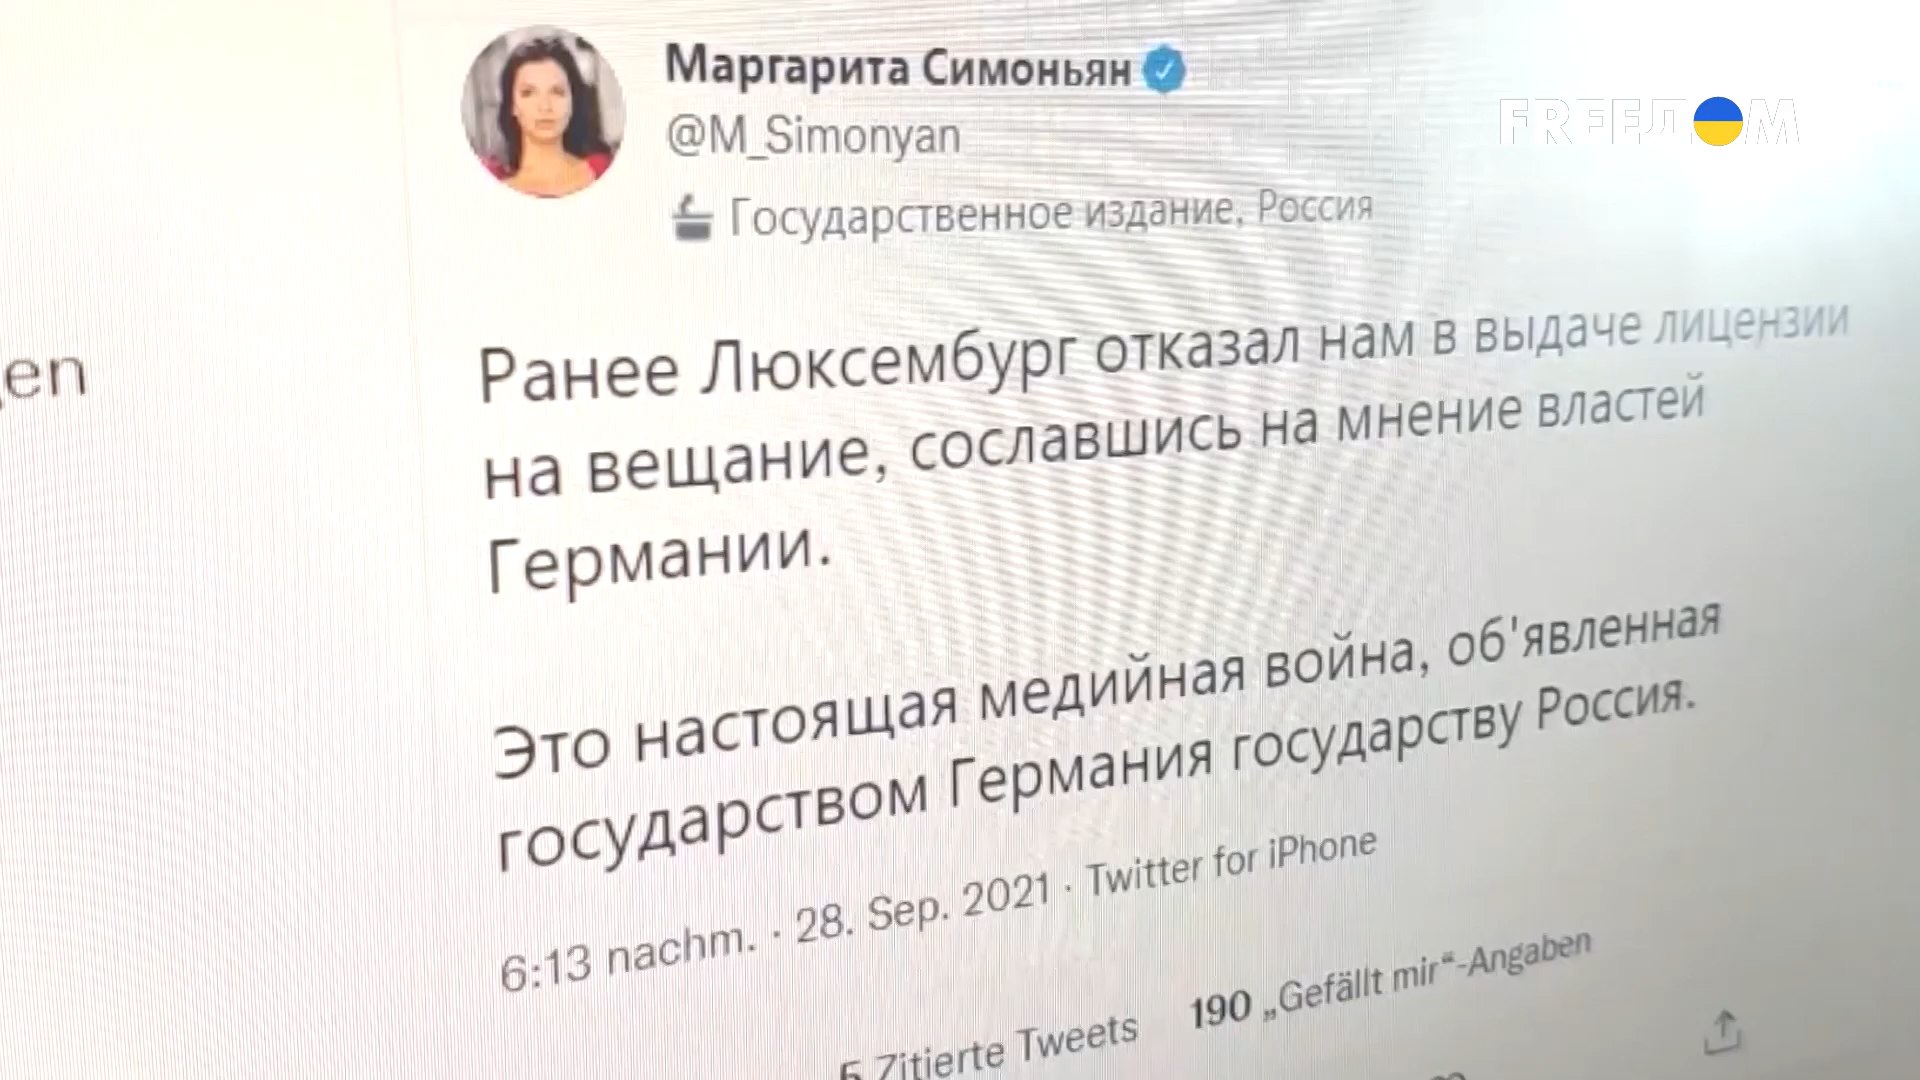 Маргарита Симоньян
@M_Simonyan
FREEДOM
Государственное издание, Россия
Ранее Люксембург отказал нам в выдаче лицензии
на вещание, сославшись на мнение властей
Германии.
Это настоящая медийная война, об'явленная
государством Германия государству Россия.
6:13 nachm. · 28. Sep. 2021 · Twitter for iPhone
5 Zitierte Tweets 190 „Gefällt mir“-Angaben